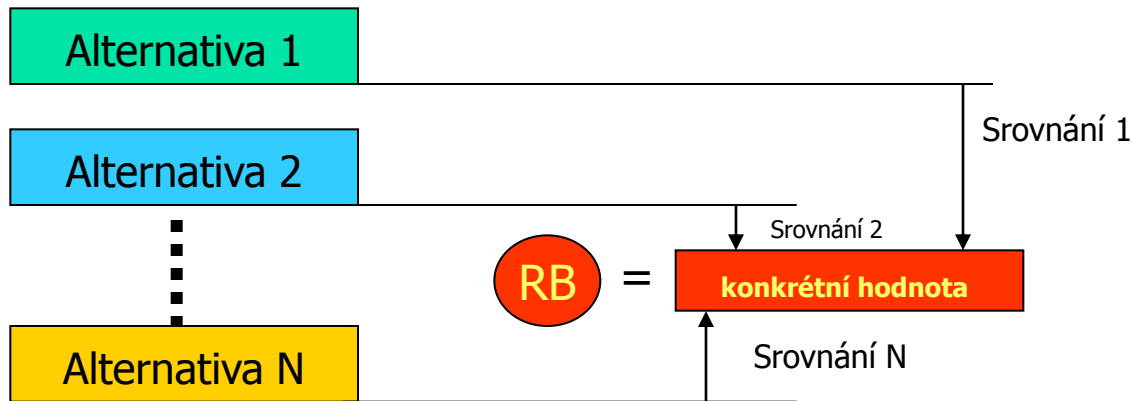 Alternativa 1
Srovnání 1
Alternativa 2
Srovnání 2
RB = konkrétní hodnota
Srovnání N
Alternativa N